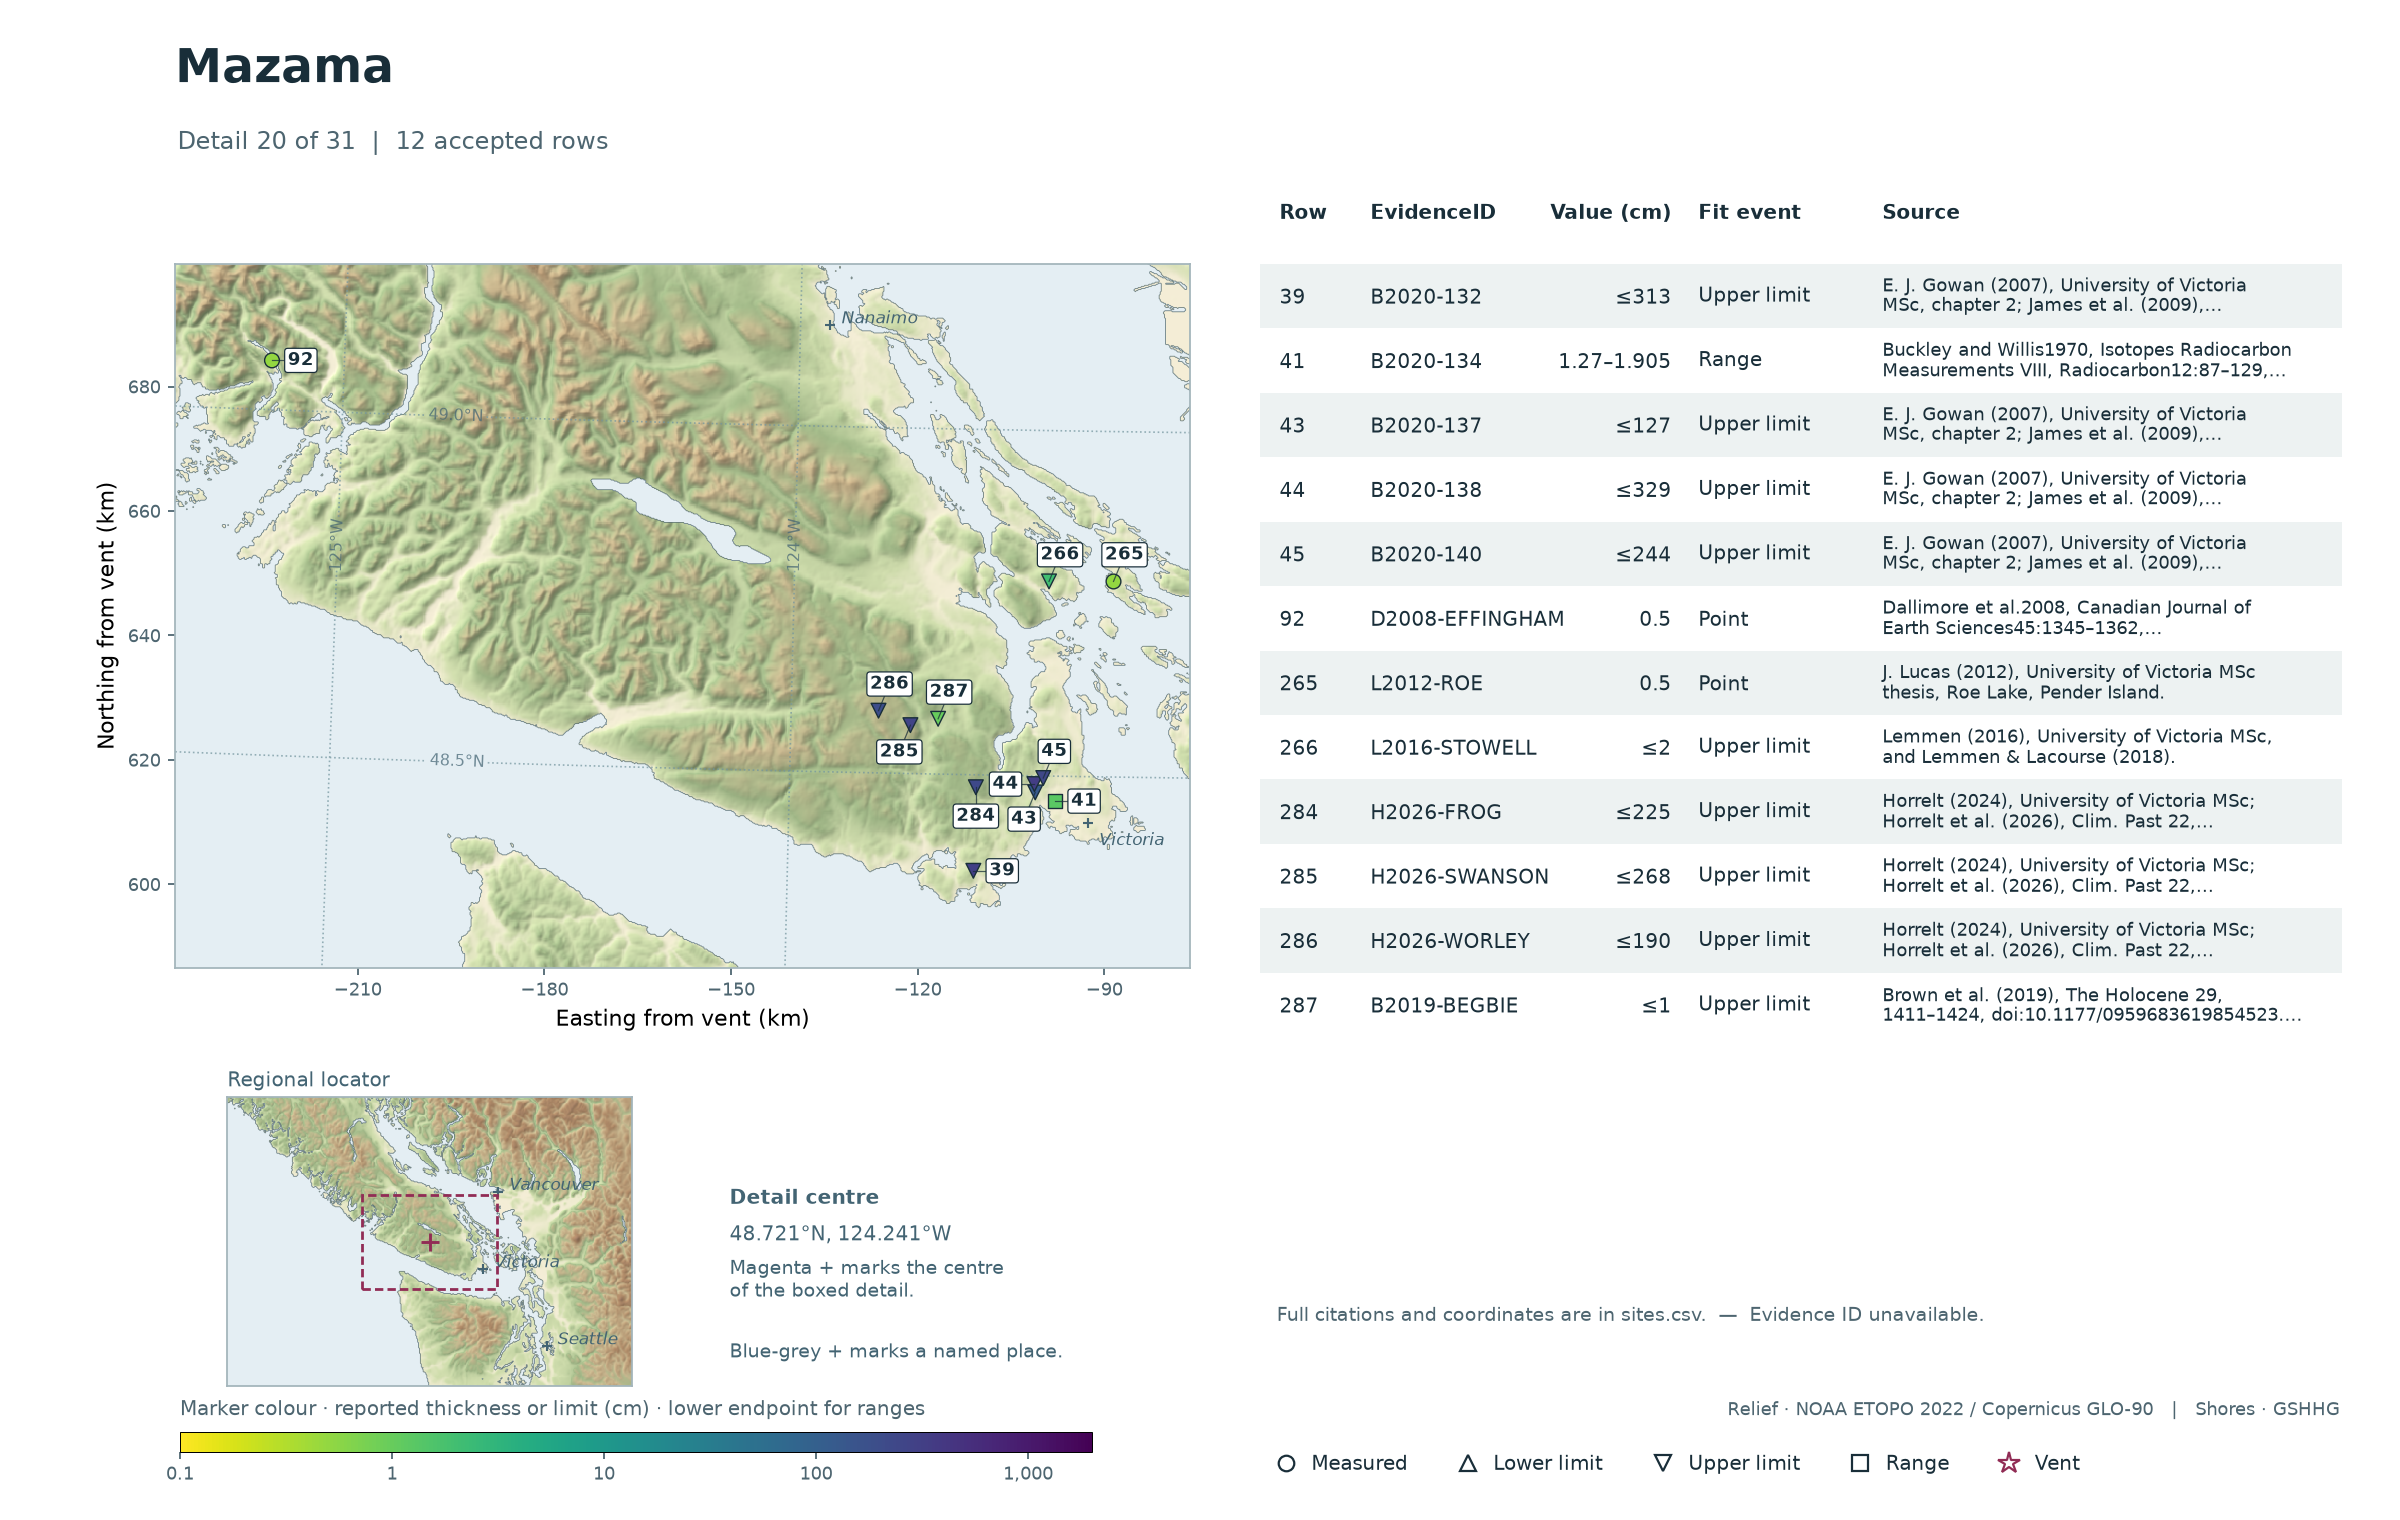 Mazama
Detail 20 of 31 | 12 accepted rows
Row EvidenceID Value (cm) Fit event Source
39 B2020-132 ≤313 Upper limit E. J. Gowan (2007), University of Victoria
MSc, chapter 2; James et al. (2009),…
41 B2020-134 1.27–1.905 Range Buckley and Willis1970, Isotopes Radiocarbon
Measurements VIII, Radiocarbon12:87–129,…
43 B2020-137 ≤127 Upper limit E. J. Gowan (2007), University of Victoria
MSc, chapter 2; James et al. (2009),…
44 B2020-138 ≤329 Upper limit E. J. Gowan (2007), University of Victoria
MSc, chapter 2; James et al. (2009),…
45 B2020-140 ≤244 Upper limit E. J. Gowan (2007), University of Victoria
MSc, chapter 2; James et al. (2009),…
92 D2008-EFFINGHAM 0.5 Point Dallimore et al.2008, Canadian Journal of
Earth Sciences45:1345–1362,…
265 L2012-ROE 0.5 Point J. Lucas (2012), University of Victoria MSc
thesis, Roe Lake, Pender Island.
266 L2016-STOWELL ≤2 Upper limit Lemmen (2016), University of Victoria MSc,
and Lemmen & Lacourse (2018).
284 H2026-FROG ≤225 Upper limit Horrelt (2024), University of Victoria MSc;
Horrelt et al. (2026), Clim. Past 22,…
285 H2026-SWANSON ≤268 Upper limit Horrelt (2024), University of Victoria MSc;
Horrelt et al. (2026), Clim. Past 22,…
286 H2026-WORLEY ≤190 Upper limit Horrelt (2024), University of Victoria MSc;
Horrelt et al. (2026), Clim. Past 22,…
287 B2019-BEGBIE ≤1 Upper limit Brown et al. (2019), The Holocene 29,
1411–1424, doi:10.1177/0959683619854523.…
Northing from vent (km)
680
660
640
620
600
Nanaimo
92
49.0°N
125°W
124°W
266
265
286
287
285
48.5°N
45
44
41
284
43
Victoria
39
−210
−180
−150
−120
−90
Easting from vent (km)
Regional locator
Vancouver
Victoria
Seattle
Detail centre
48.721°N, 124.241°W
Magenta + marks the centre
of the boxed detail.
Blue-grey + marks a named place.
Full citations and coordinates are in sites.csv. — Evidence ID unavailable.
Marker colour · reported thickness or limit (cm) · lower endpoint for ranges
0.1
1
10
100
1,000
Relief · NOAA ETOPO 2022 / Copernicus GLO-90 | Shores · GSHHG
Measured
Lower limit
Upper limit
Range
Vent